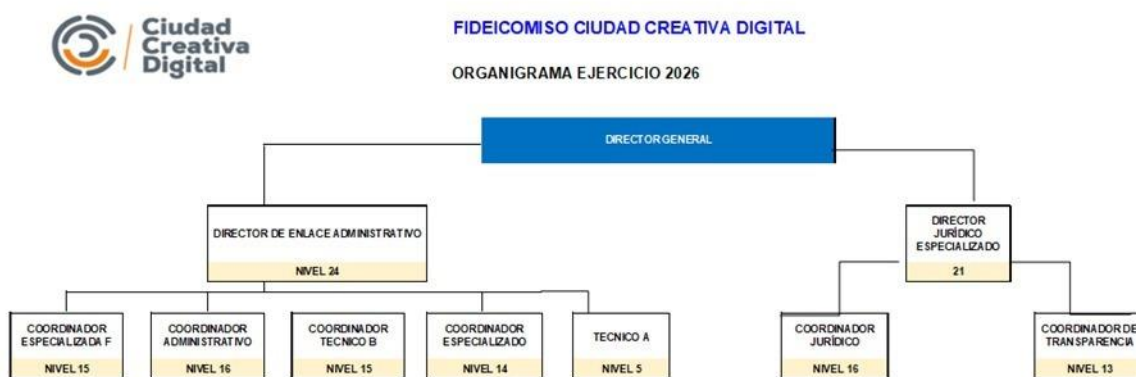 Ciudad
Creativa
Digital
FIDEICOMISO CIUDAD CREATIVA DIGITAL
ORGANIGRAMA EJERCICIO 2026
DIRECTOR GENERAL
DIRECTOR DE ENLACE ADMINISTRATIVO
NIVEL 24
DIRECTOR
JURÍDICO
ESPECIALIZADO
21
COORDINADOR
ESPECIALIZADA F
NIVEL 15
COORDINADOR
ADMINISTRATIVO
NIVEL 16
COORDINADOR
TECNICO B
NIVEL 15
COORDINADOR
ESPECIALIZADO
NIVEL 14
TECNICO A
NIVEL 5
COORDINADOR
JURÍDICO
NIVEL 16
COORDINADOR DE
TRANSPARENCIA
NIVEL 13